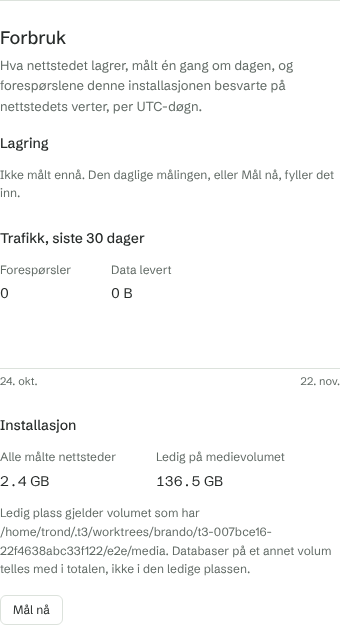 Forbruk
Hva nettstedet lagrer, målt én gang om dagen, og
forespørslene denne installasjonen besvarte på
nettstedets verter, per UTC-døgn.
Lagring
Ikke målt ennå. Den daglige målingen, eller Mål nå, fyller det
inn.
Trafikk, siste 30 dager
Forespørsler Data levert
0 0 B
24. okt. 22. nov.
Installasjon
Alle målte nettsteder Ledig på medievolumet
2.4 GB 136.5 GB
Ledig plass gjelder volumet som har
/home/trond/.t3/worktrees/brando/t3-007bce16-
22f4638abc33f122/e2e/media. Databaser på et annet volum
telles med i totalen, ikke i den ledige plassen.
Mål nå